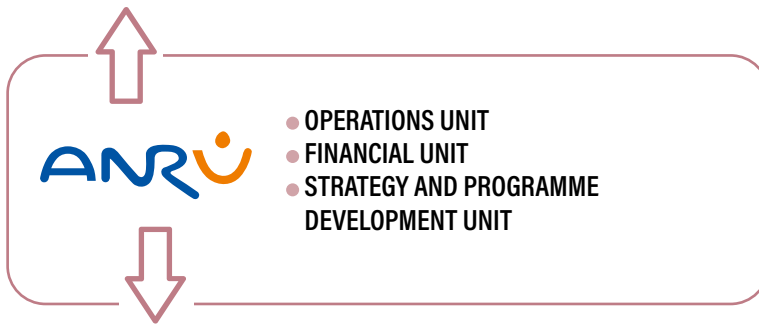 ANRU
● OPERATIONS UNIT
● FINANCIAL UNIT
● STRATEGY AND PROGRAMME
DEVELOPMENT UNIT